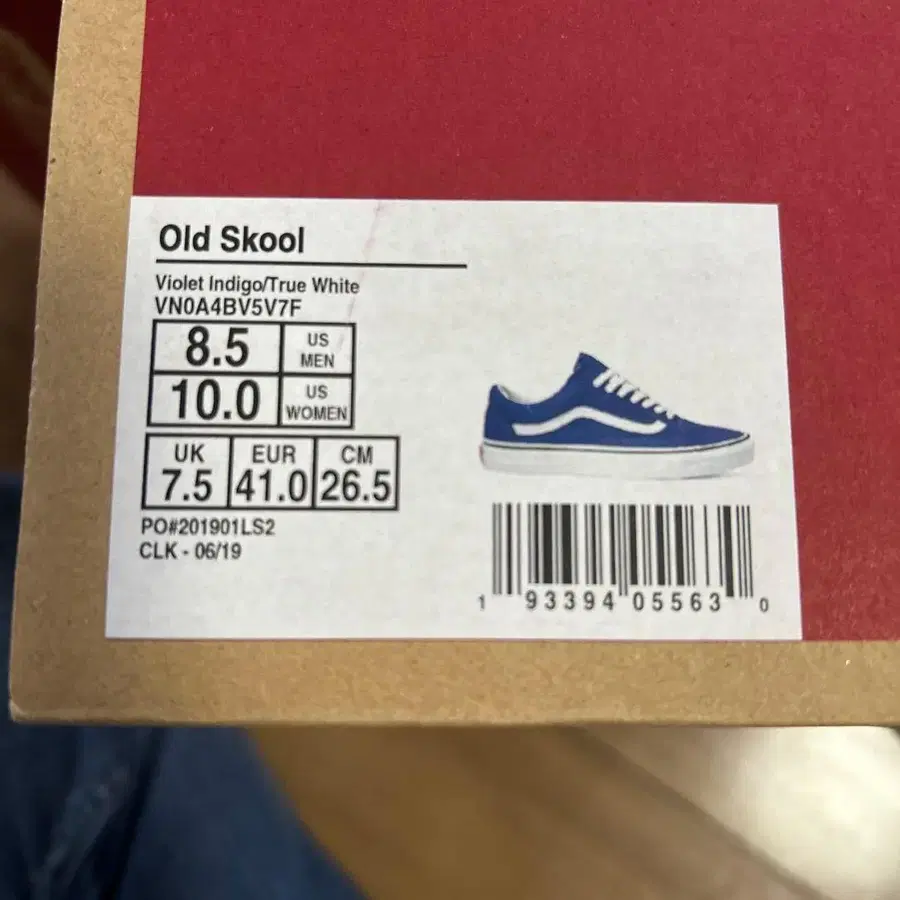 Old Skool
Violet Indigo/True White
VN0A4BV5V7F
8.5 US MEN
10.0 US WOMEN
UK EUR CM
7.5 41.0 26.5
PO#201901LS2
CLK - 06/19
1 93394 05563 0